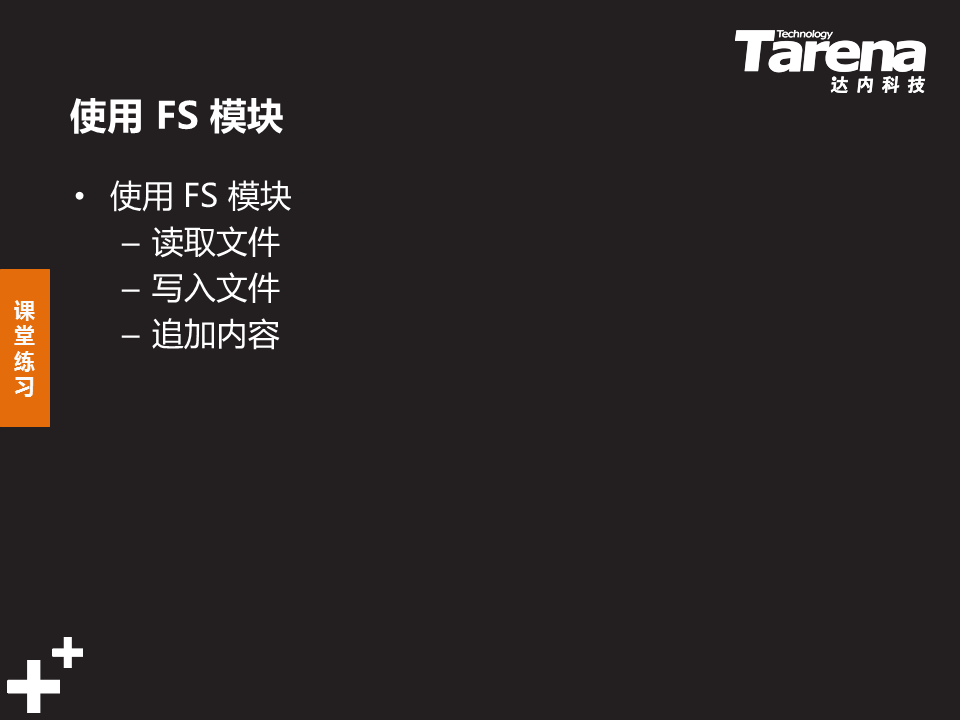 Technology
Tarena
达内科技
使用 FS 模块
• 使用 FS 模块
– 读取文件
– 写入文件
– 追加内容
课堂练习